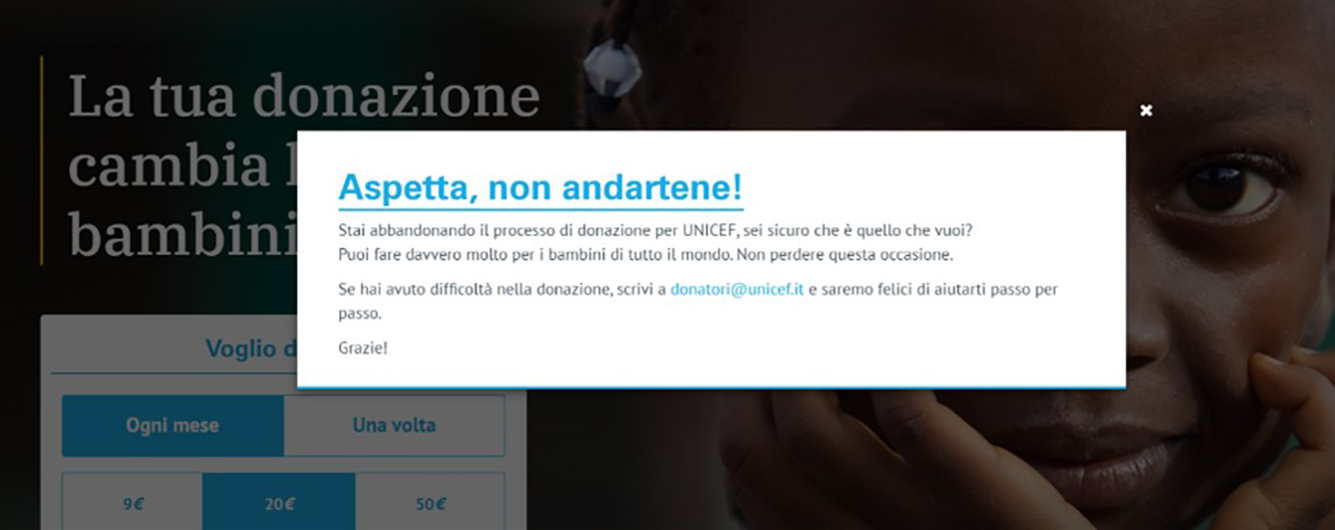 La tua donazione
cambia
bambini
Aspetta, non andartene!
Stai abbandonando il processo di donazione per UNICEF, sei sicuro che è quello che vuoi?
Puoi fare davvero molto per i bambini di tutto il mondo. Non perdere questa occasione.
Se hai avuto difficoltà nella donazione, scrivi a donatori@unicef.it e saremo felici di aiutarti passo per
passo.
Grazie!
Voglio
Ogni mese
Una volta
9€
20€
50€